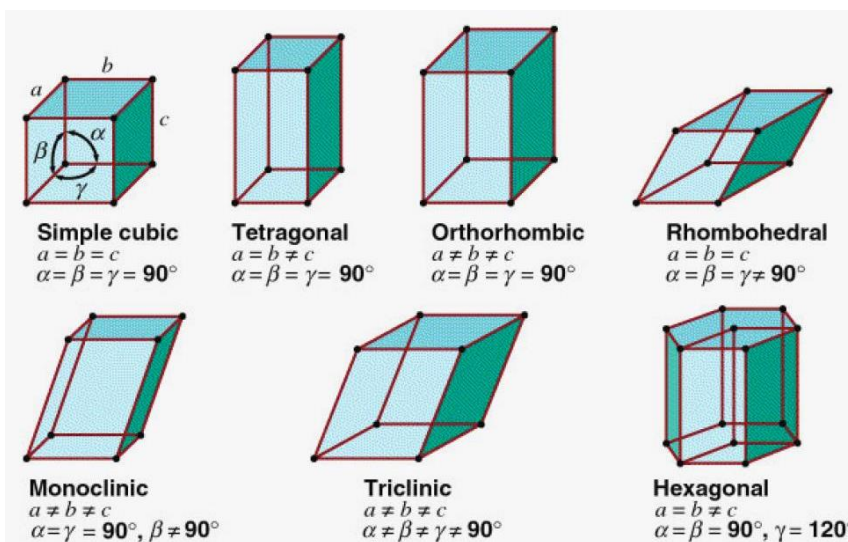 a
b
c
α
β
γ
Simple cubic
a = b = c
α = β = γ = 90°
Tetragonal
a = b ≠ c
α = β = γ = 90°
Orthorhombic
a ≠ b ≠ c
α = β = γ = 90°
Rhombohedral
a = b = c
α = β = γ ≠ 90°
Monoclinic
a ≠ b ≠ c
α = γ = 90°, β ≠ 90°
Triclinic
a ≠ b ≠ c
α ≠ β ≠ γ ≠ 90°
Hexagonal
a = b ≠ c
α = β = 90°, γ = 120°